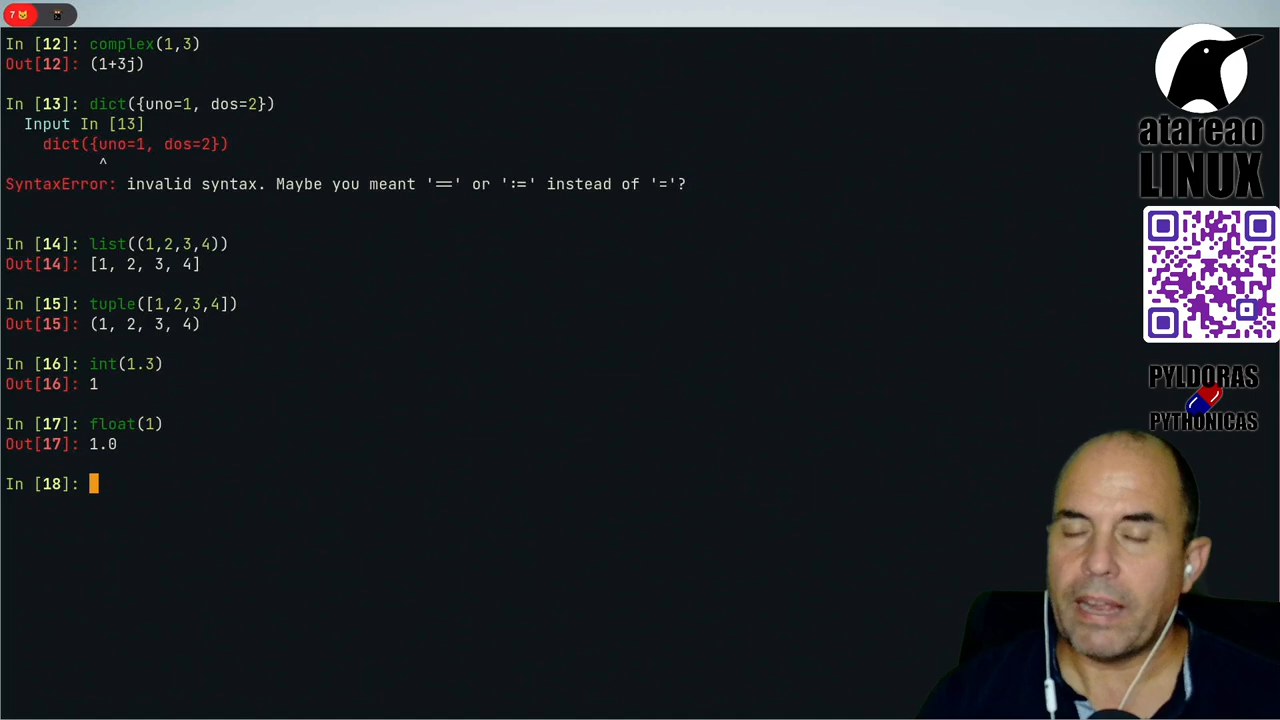 7
In [12]: complex(1,3)
Out[12]: (1+3j)
In [13]: dict({uno=1, dos=2})
Input In [13]
dict({uno=1, dos=2})
^
SyntaxError: invalid syntax. Maybe you meant '==' or ':=' instead of '='?
In [14]: list((1,2,3,4))
Out[14]: [1, 2, 3, 4]
In [15]: tuple([1,2,3,4])
Out[15]: (1, 2, 3, 4)
In [16]: int(1.3)
Out[16]: 1
In [17]: float(1)
Out[17]: 1.0
In [18]:
atareao
LINUX
PYLDORAS
PYTHONICAS